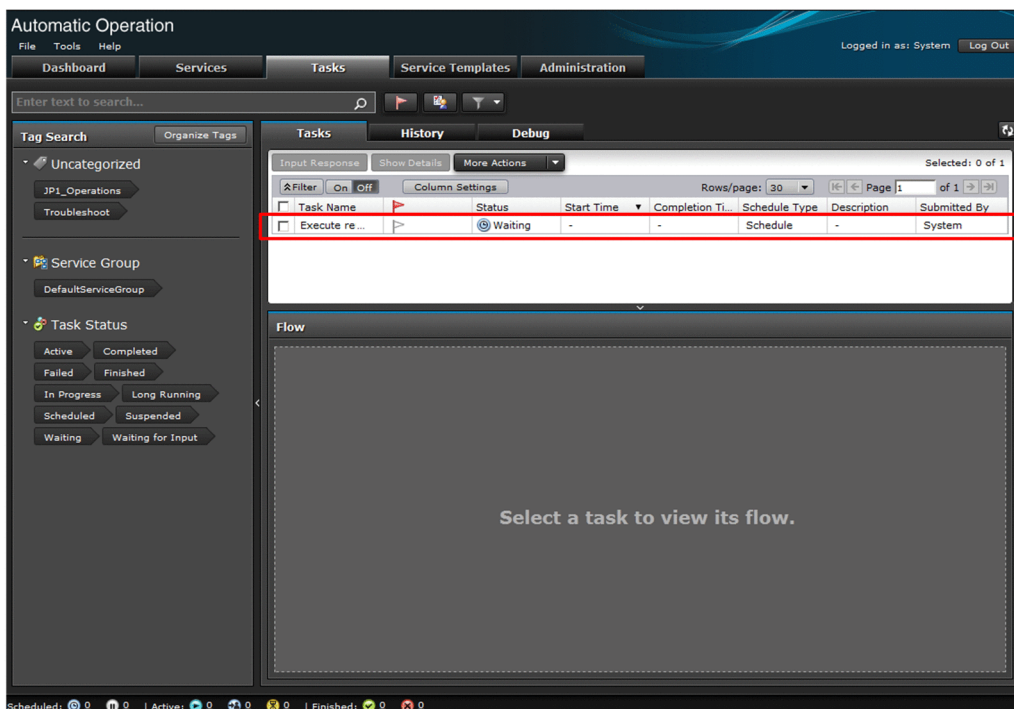 Automatic Operation
File Tools Help
Logged in as: System Log Out
Dashboard Services Tasks Service Templates Administration
Enter text to search...
Tag Search Organize Tags
Uncategorized
JP1_Operations
Troubleshoot
Service Group
DefaultServiceGroup
Task Status
Active Completed
Failed Finished
In Progress Long Running
Scheduled Suspended
Waiting Waiting for Input
Tasks History Debug
Input Response Show Details More Actions Selected: 0 of 1
Filter On Off Column Settings Rows/page: 30 Page 1 of 1
Task Name Status Start Time Completion Ti... Schedule Type Description Submitted By
Execute re... Waiting - - Schedule - System
Flow
Select a task to view its flow.
Scheduled: 0 0 | Active: 0 0 0 | Finished: 0 0